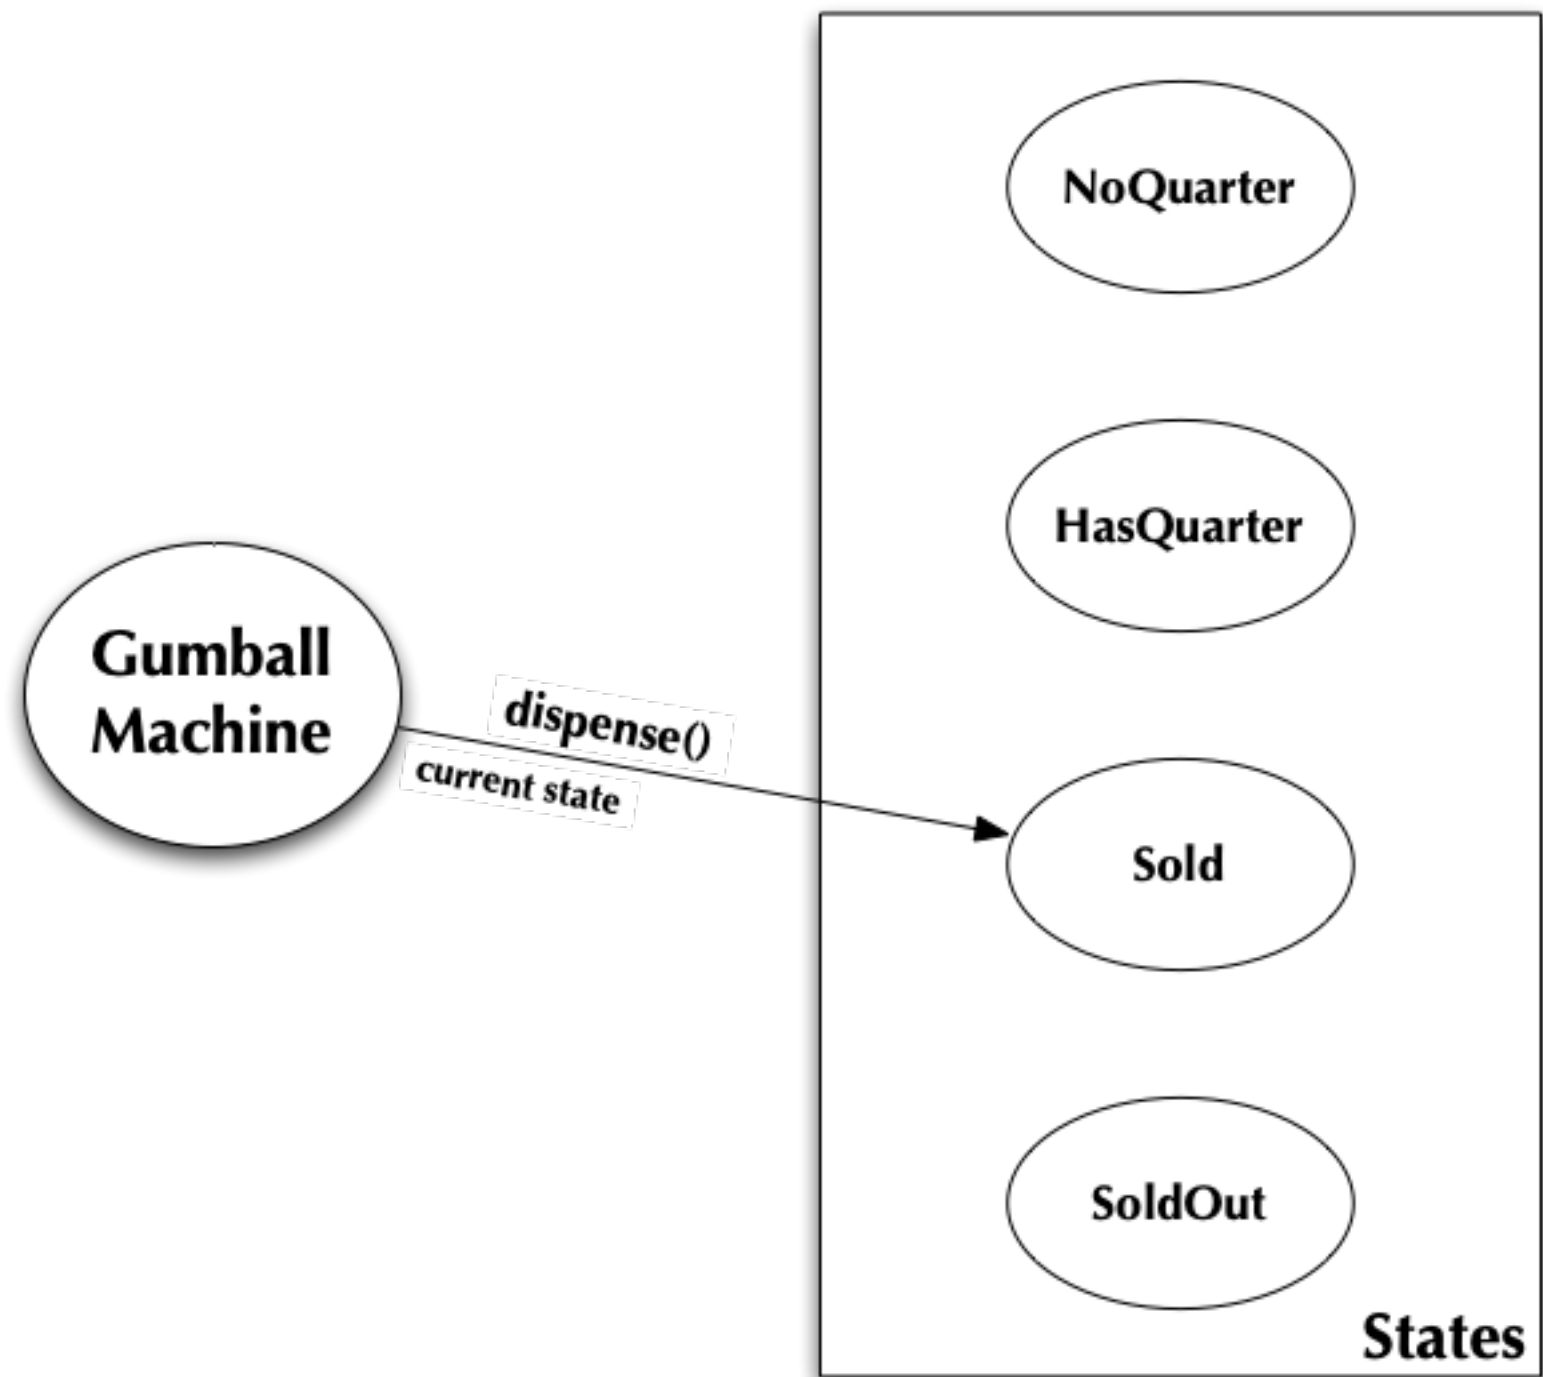 Gumball
Machine
dispense()
current state
NoQuarter
HasQuarter
Sold
SoldOut
States